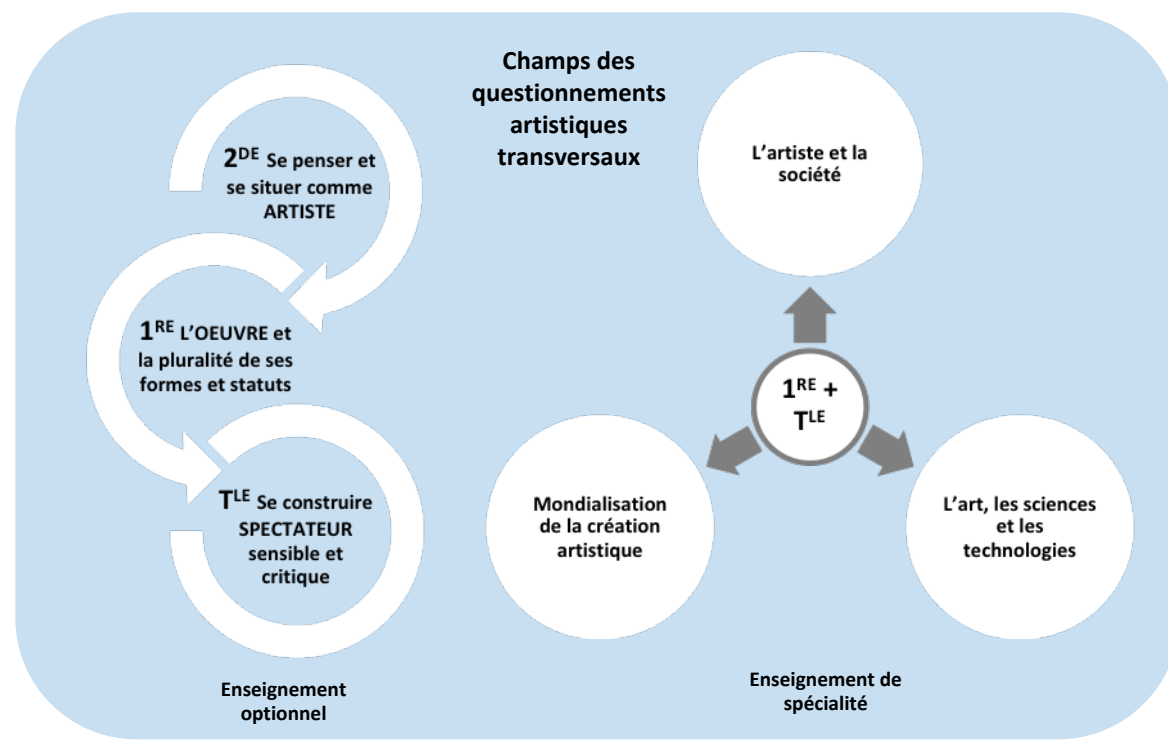 Champs des
questionnements
artistiques
transversaux
2DE Se penser et
se situer comme
ARTISTE
1RE L'OEUVRE et
la pluralité de ses
formes et statuts
TLE Se construire
SPECTATEUR
sensible et
critique
Enseignement
optionnel
L'artiste et la
société
1RE +
TLE
Mondialisation
de la création
artistique
L'art, les sciences
et les
technologies
Enseignement de
spécialité